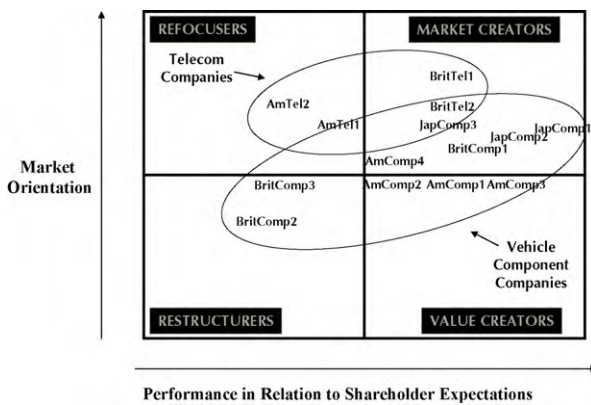 REFOCUSERS
MARKET CREATORS
Telecom
Companies
BritTel1
AmTel2
BritTel2
AmTel1
JapComp3
JapComp1
JapComp2
BritComp1
AmComp4
Market
Orientation
BritComp3
AmComp2
AmComp1
AmComp3
BritComp2
Vehicle
Component
Companies
RESTRUCTURERS
VALUE CREATORS
Performance in Relation to Shareholder Expectations